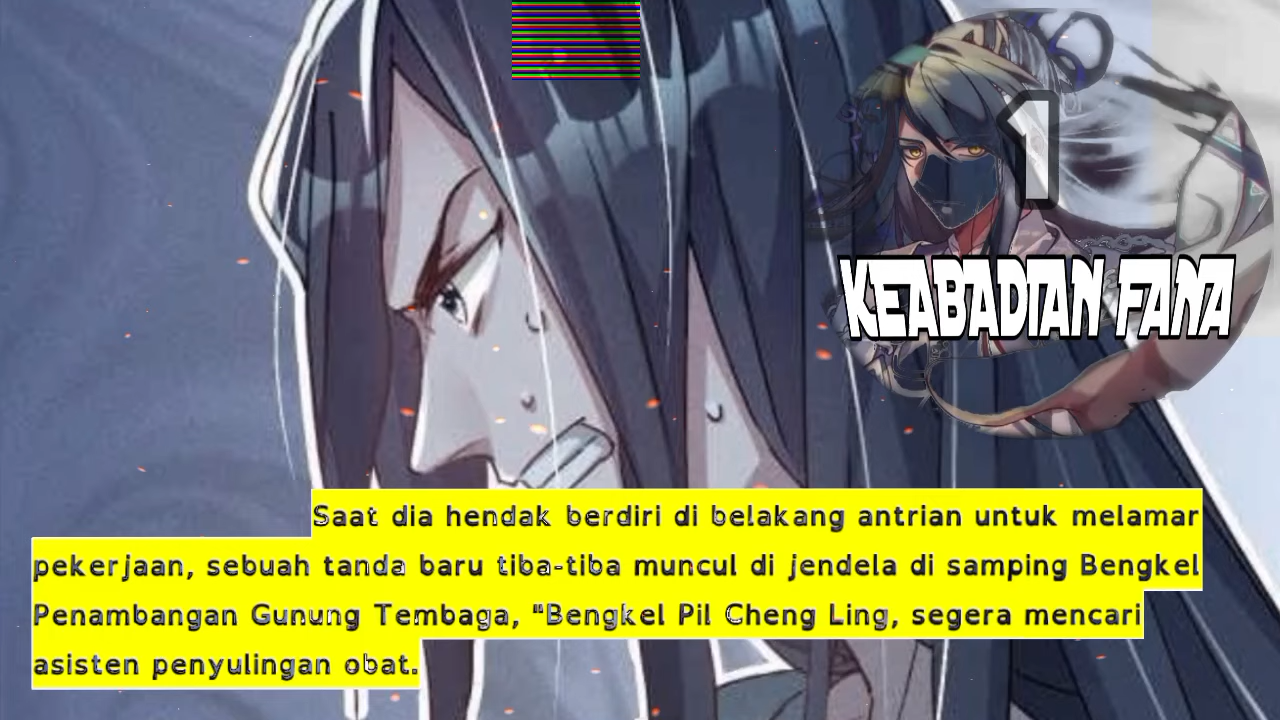 1
KEABADIAN FANA
Saat dia hendak berdiri di belakang antrian untuk melamar
pekerjaan, sebuah tanda baru tiba-tiba muncul di jendela di samping Bengkel
Penambangan Gunung Tembaga, "Bengkel Pil Cheng Ling, segera mencari
asisten penyulingan obat.